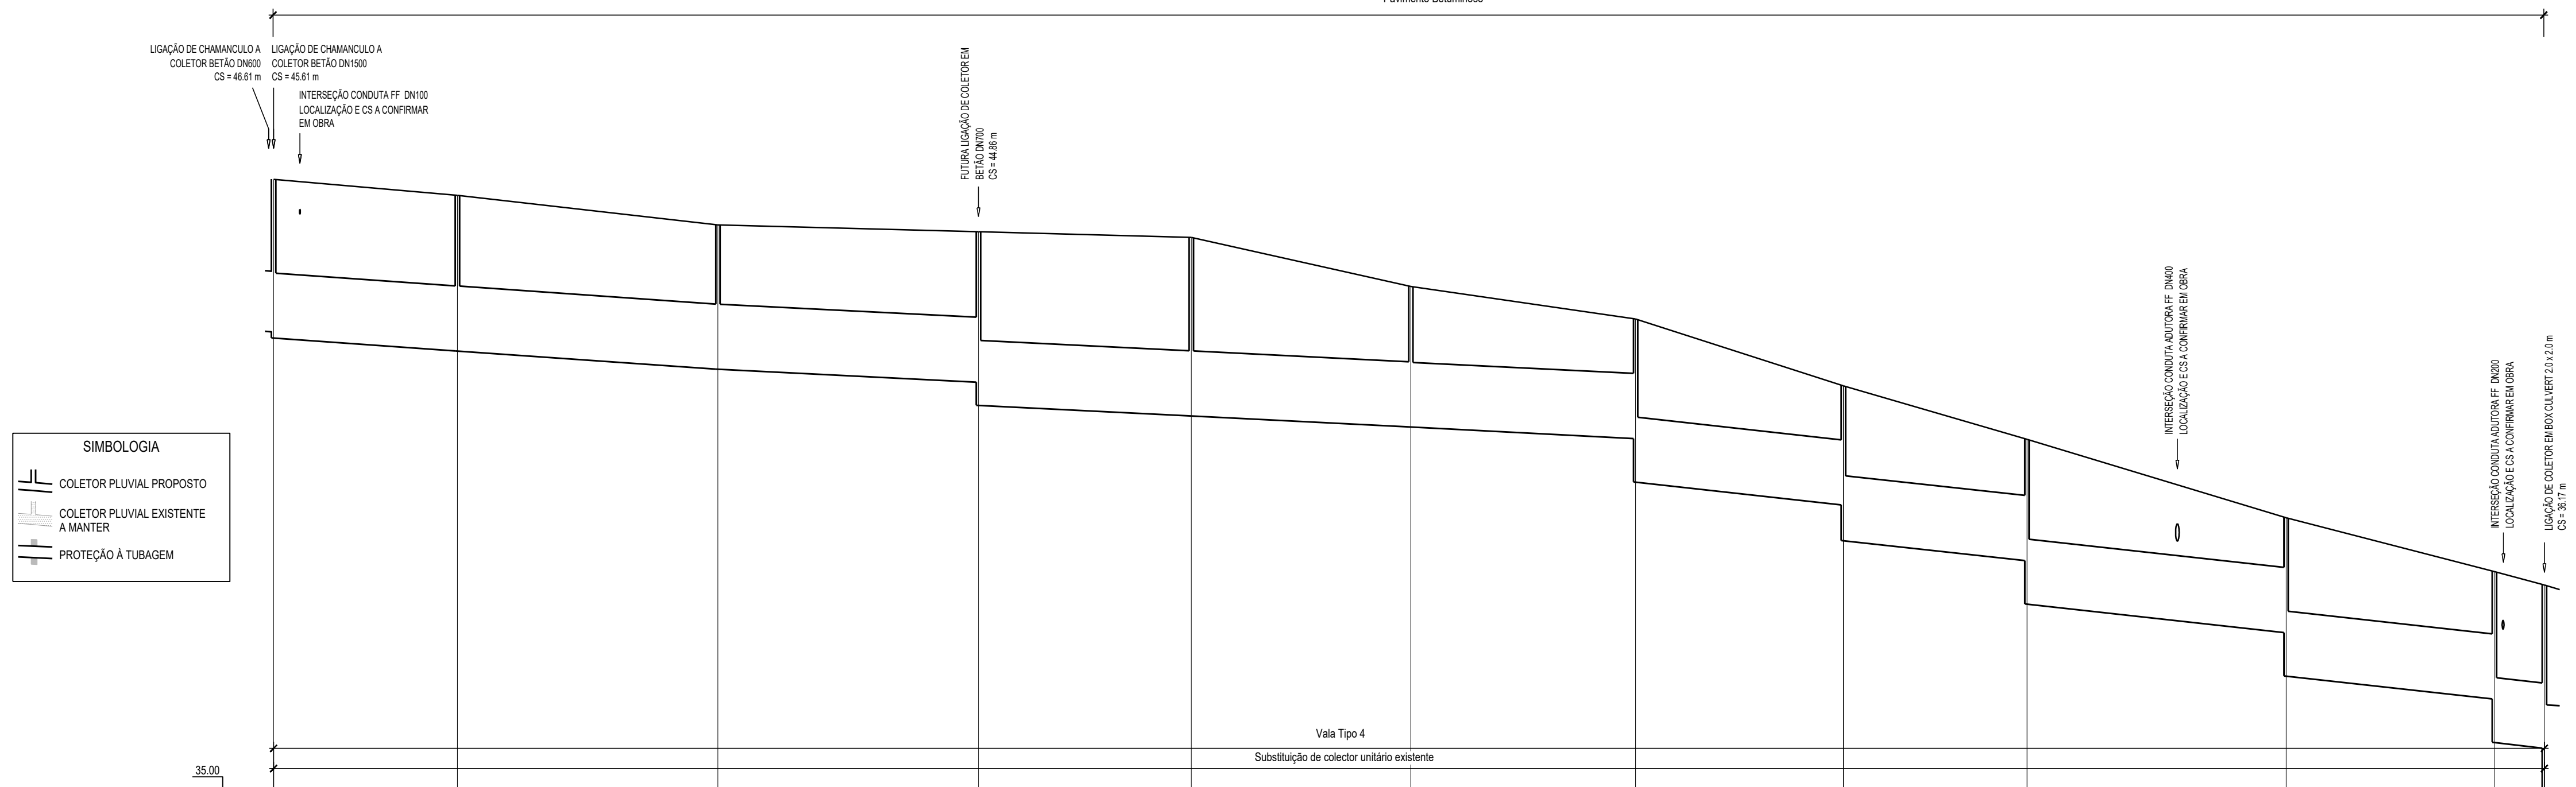 Pavimento Betuminoso
LIGAÇÃO DE CHAMANCULO A
COLETOR BETÃO DN600
CS = 46.61 m
LIGAÇÃO DE CHAMANCULO A
COLETOR BETÃO DN1500
CS = 45.61 m
INTERSEÇÃO CONDUTA FF DN100
LOCALIZAÇÃO E CS A CONFIRMAR
EM OBRA
FUTURA LIGAÇÃO DE COLETOR EM
BETÃO DN700
CS = 44.86 m
INTERSEÇÃO CONDUTA ADUTORA FF DN400
LOCALIZAÇÃO E CS A CONFIRMAR EM OBRA
INTERSEÇÃO CONDUTA ADUTORA FF DN200
LOCALIZAÇÃO E CS A CONFIRMAR EM OBRA
LIGAÇÃO DE COLETOR EM BOX CULVERT 2.0 x 2.0 m
CS = 36.17 m
SIMBOLOGIA
COLETOR PLUVIAL PROPOSTO
COLETOR PLUVIAL EXISTENTE
A MANTER
PROTEÇÃO À TUBAGEM
Vala Tipo 4
Substituição de colector unitário existente
35.00